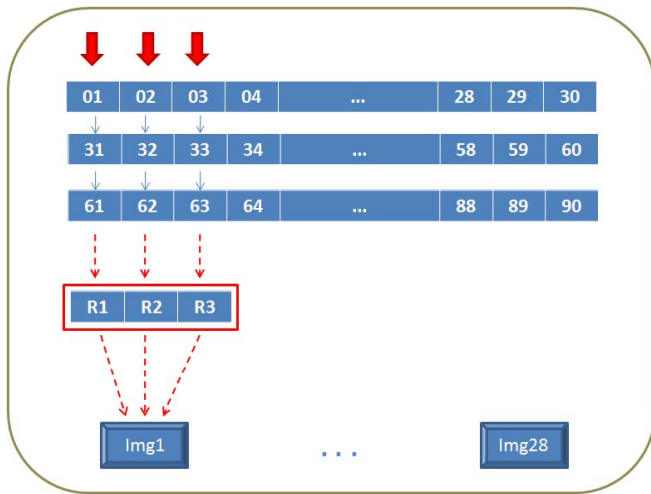 01 02 03 04 ... 28 29 30
31 32 33 34 ... 58 59 60
61 62 63 64 ... 88 89 90
R1 R2 R3
Img1 ... Img28